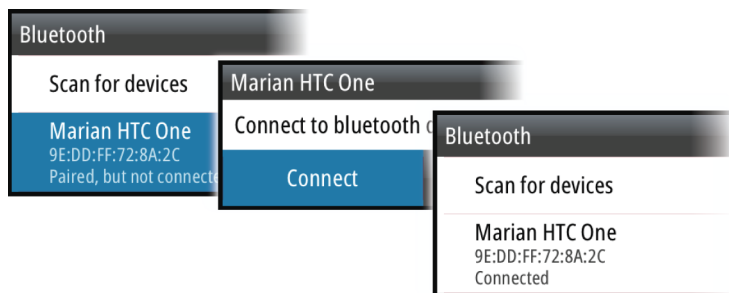 Bluetooth
Scan for devices
Marian HTC One
9E:DD:FF:72:8A:2C
Paired, but not
Marian HTC One
Connect to bluetooth
Connect
Bluetooth
Scan for devices
Marian HTC One
9E:DD:FF:72:8A:2C
Connected